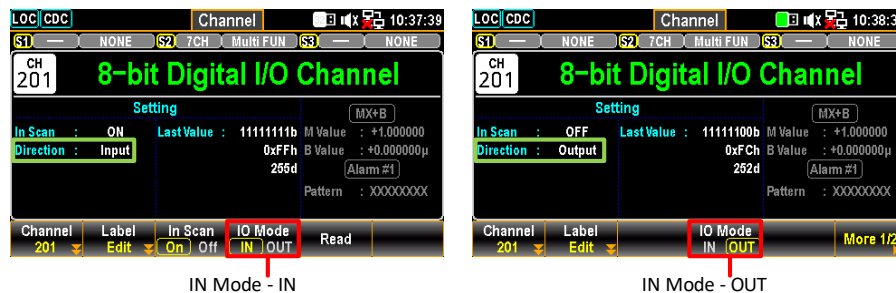 LOC CDC Channel 10:37:39
S1 — NONE S2 7CH Multi FUN S3 — NONE
CH 201 8-bit Digital I/O Channel
Setting
MX+B
In Scan : ON Last Value : 11111111b M Value : +1.000000
Direction : Input 0xFFh B Value : +0.000000µ
255d Alarm #1
Pattern : XXXXXXXX
Channel Label In Scan IO Mode Read
201 Edit On Off IN OUT
IN Mode - IN
LOC CDC Channel 10:38:3
S1 — NONE S2 7CH Multi FUN S3 — NONE
CH 201 8-bit Digital I/O Channel
Setting
MX+B
In Scan : OFF Last Value : 11111100b M Value : +1.000000
Direction : Output 0xFCh B Value : +0.000000µ
252d Alarm #1
Pattern : XXXXXXXX
Channel Label IO Mode More 1/2
201 Edit IN OUT
IN Mode - OUT